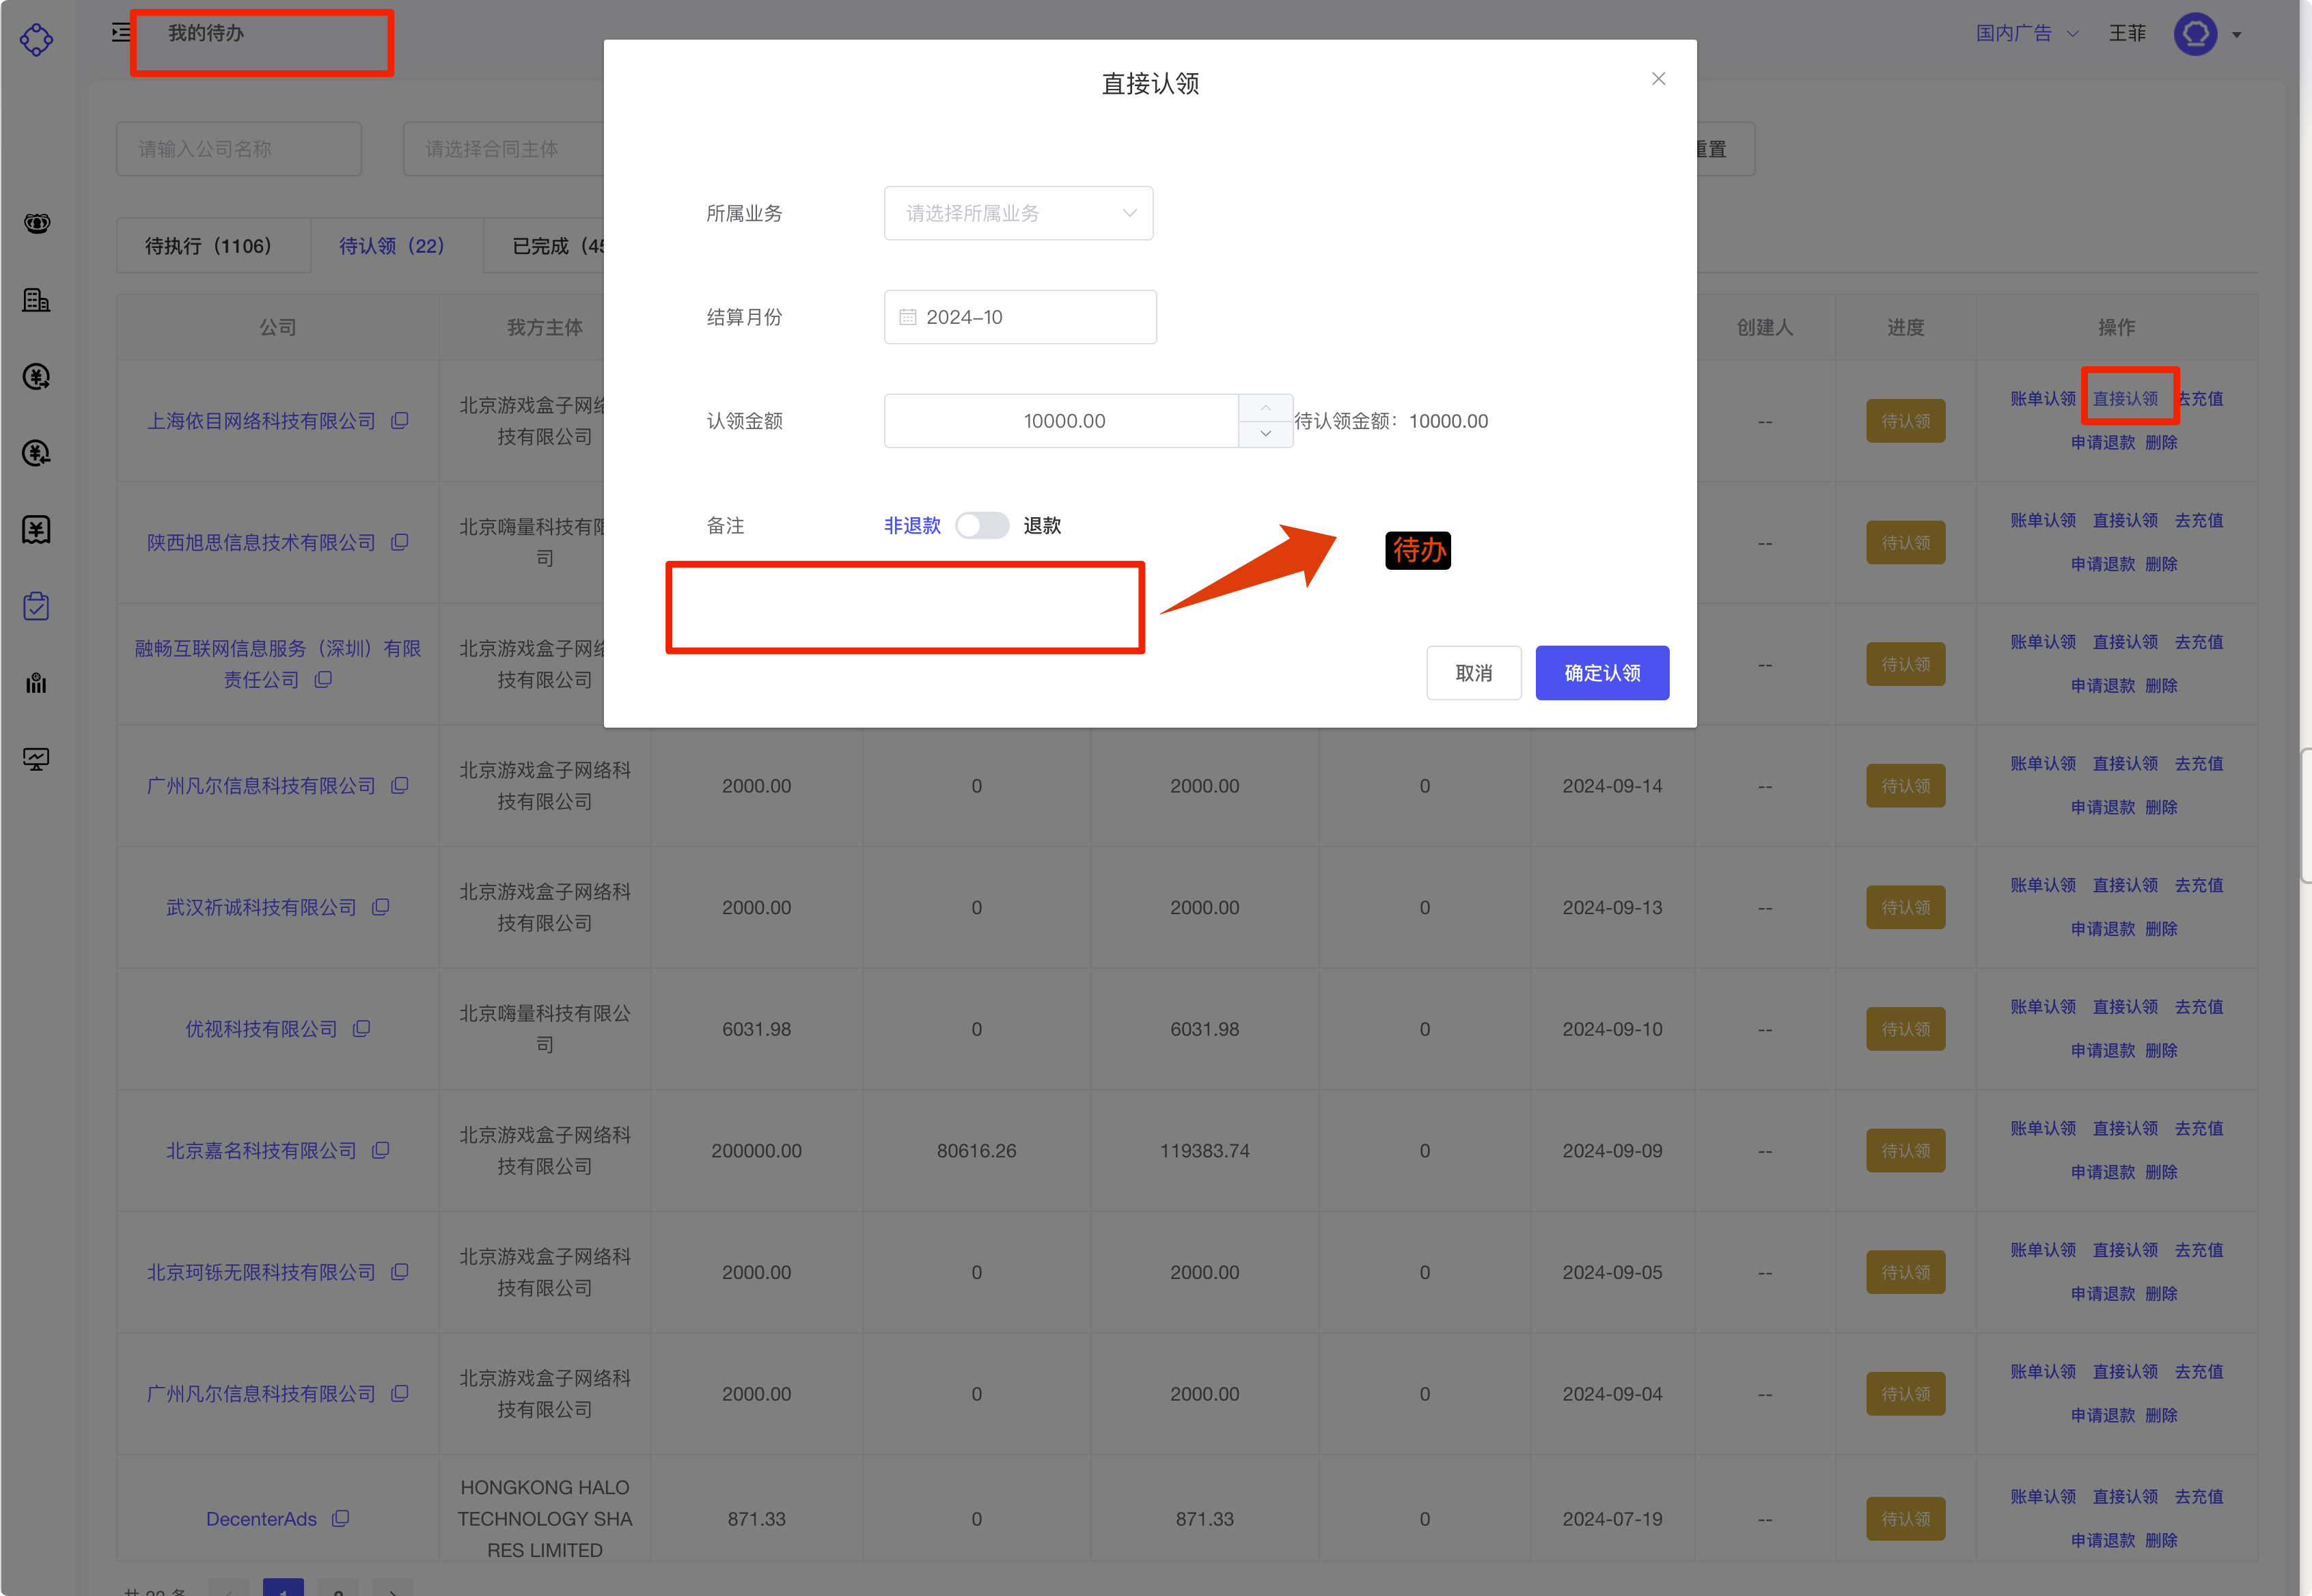 我的待办
国内广告
王菲
请输入公司名称
请选择合同主体
重置
待执行（1106）
待认领（22）
已完成（45
公司
我方主体
创建人
进度
操作
上海依目网络科技有限公司
北京游戏盒子网络
技有限公司
--
待认领
账单认领 直接认领 去充值
申请退款 删除
陕西旭思信息技术有限公司
北京嗨量科技有限
司
--
待认领
账单认领 直接认领 去充值
申请退款 删除
融畅互联网信息服务（深圳）有限
责任公司
北京游戏盒子网络
技有限公司
--
待认领
账单认领 直接认领 去充值
申请退款 删除
直接认领
所属业务
请选择所属业务
结算月份
2024-10
认领金额
10000.00
待认领金额：10000.00
备注
非退款
退款
待办
取消
确定认领
广州凡尔信息科技有限公司
北京游戏盒子网络科
技有限公司
2000.00
0
2000.00
0
2024-09-14
--
待认领
账单认领 直接认领 去充值
申请退款 删除
武汉祈诚科技有限公司
北京游戏盒子网络科
技有限公司
2000.00
0
2000.00
0
2024-09-13
--
待认领
账单认领 直接认领 去充值
申请退款 删除
优视科技有限公司
北京嗨量科技有限公
司
6031.98
0
6031.98
0
2024-09-10
--
待认领
账单认领 直接认领 去充值
申请退款 删除
北京嘉名科技有限公司
北京游戏盒子网络科
技有限公司
200000.00
80616.26
119383.74
0
2024-09-09
--
待认领
账单认领 直接认领 去充值
申请退款 删除
北京珂铄无限科技有限公司
北京游戏盒子网络科
技有限公司
2000.00
0
2000.00
0
2024-09-05
--
待认领
账单认领 直接认领 去充值
申请退款 删除
广州凡尔信息科技有限公司
北京游戏盒子网络科
技有限公司
2000.00
0
2000.00
0
2024-09-04
--
待认领
账单认领 直接认领 去充值
申请退款 删除
DecenterAds
HONGKONG HALO
TECHNOLOGY SHA
RES LIMITED
871.33
0
871.33
0
2024-07-19
--
待认领
账单认领 直接认领 去充值
申请退款 删除
共 22 条
1
2